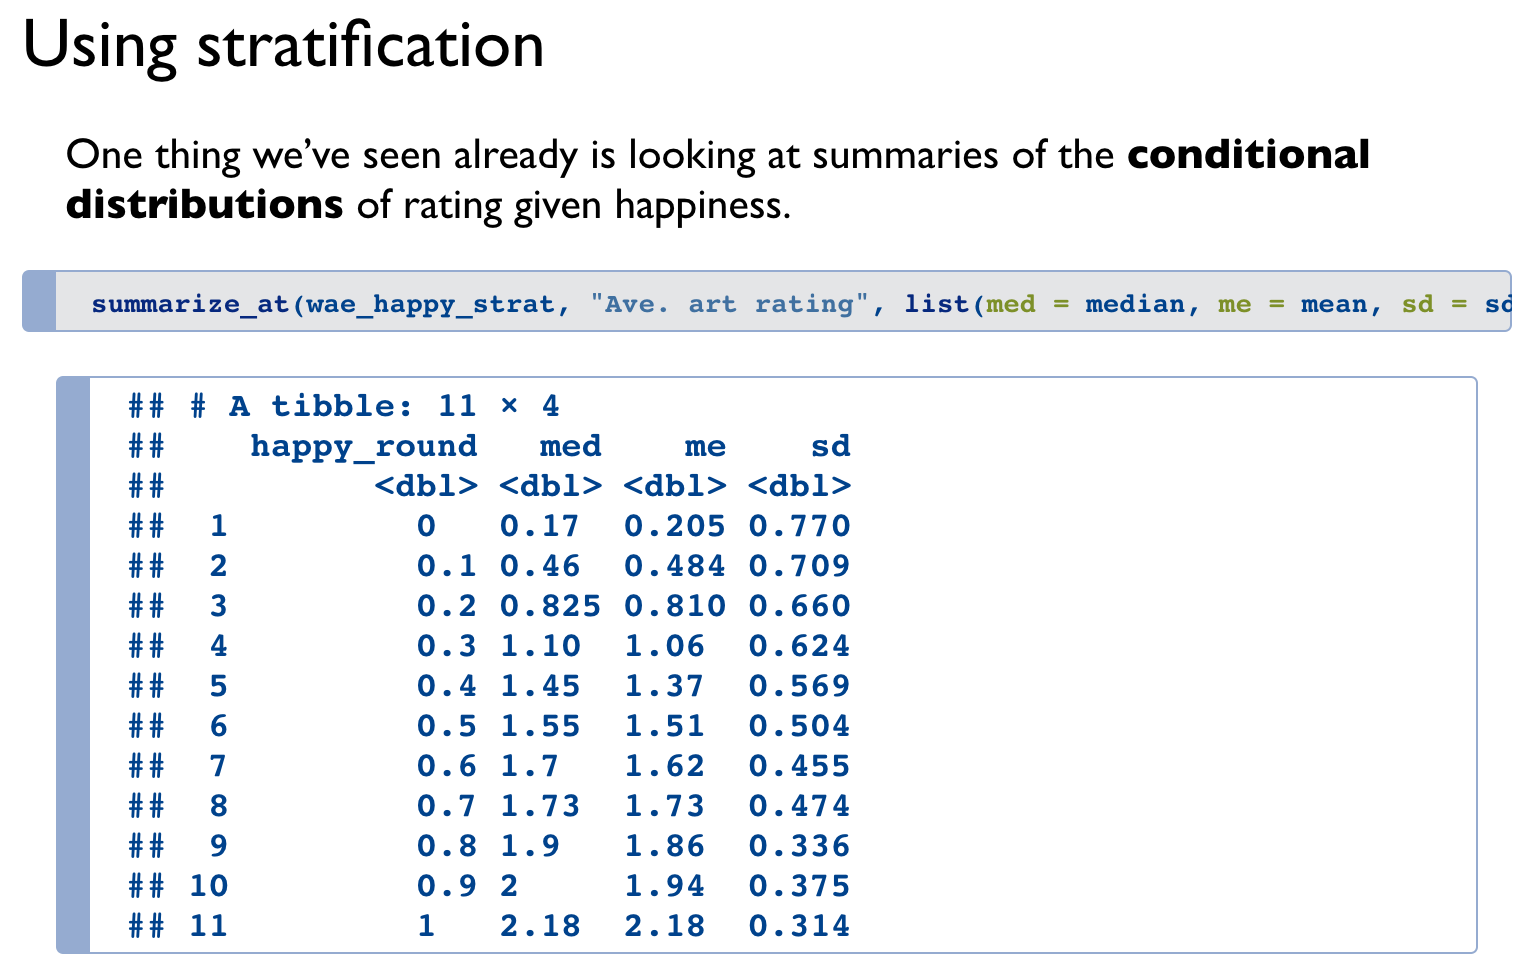 Using stratification
One thing we’ve seen already is looking at summaries of the conditional
distributions of rating given happiness.
summarize_at(wae_happy_strat, "Ave. art rating", list(med = median, me = mean, sd = sd
## # A tibble: 11 × 4
##    happy_round   med    me    sd
##          <dbl> <dbl> <dbl> <dbl>
##  1         0   0.17  0.205 0.770
##  2         0.1 0.46  0.484 0.709
##  3         0.2 0.825 0.810 0.660
##  4         0.3 1.10  1.06  0.624
##  5         0.4 1.45  1.37  0.569
##  6         0.5 1.55  1.51  0.504
##  7         0.6 1.7   1.62  0.455
##  8         0.7 1.73  1.73  0.474
##  9         0.8 1.9   1.86  0.336
## 10         0.9 2     1.94  0.375
## 11         1   2.18  2.18  0.314